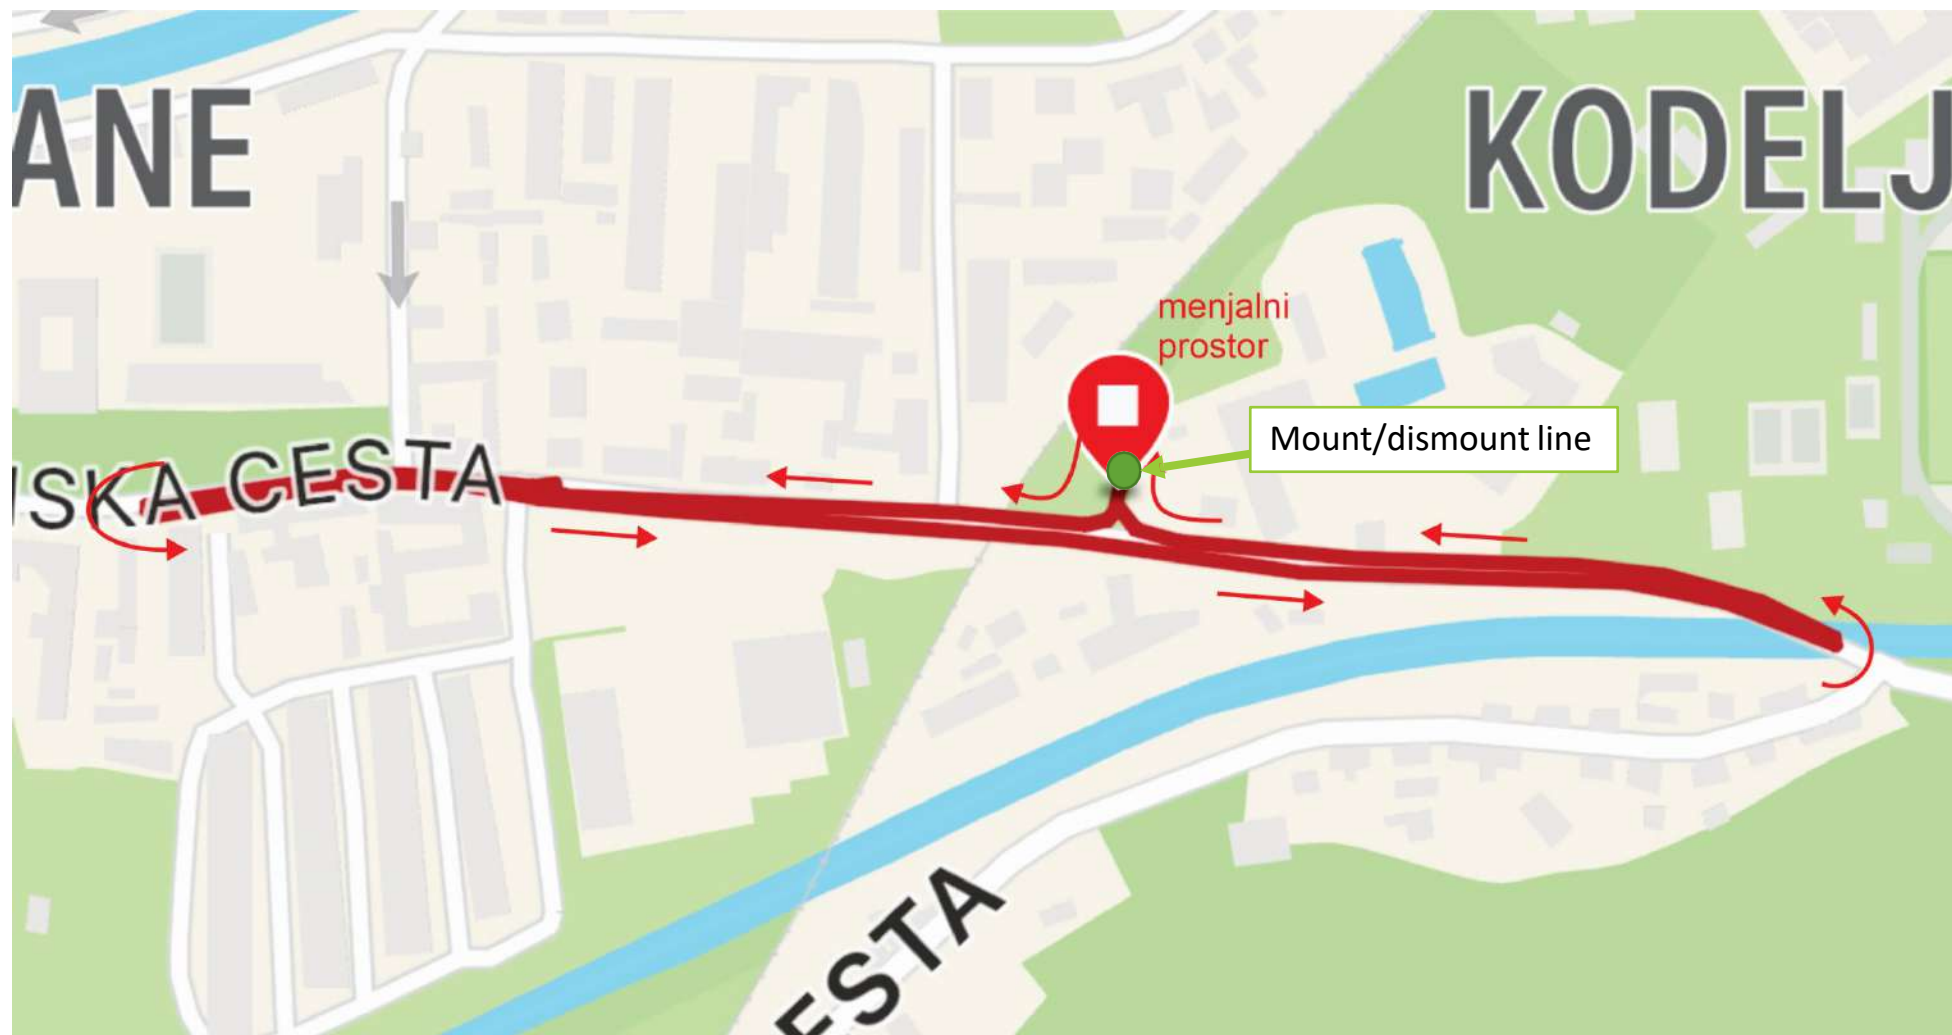 ANE
KODELJ
menjalni
prostor
Mount/dismount line
SKA CESTA
ESTA